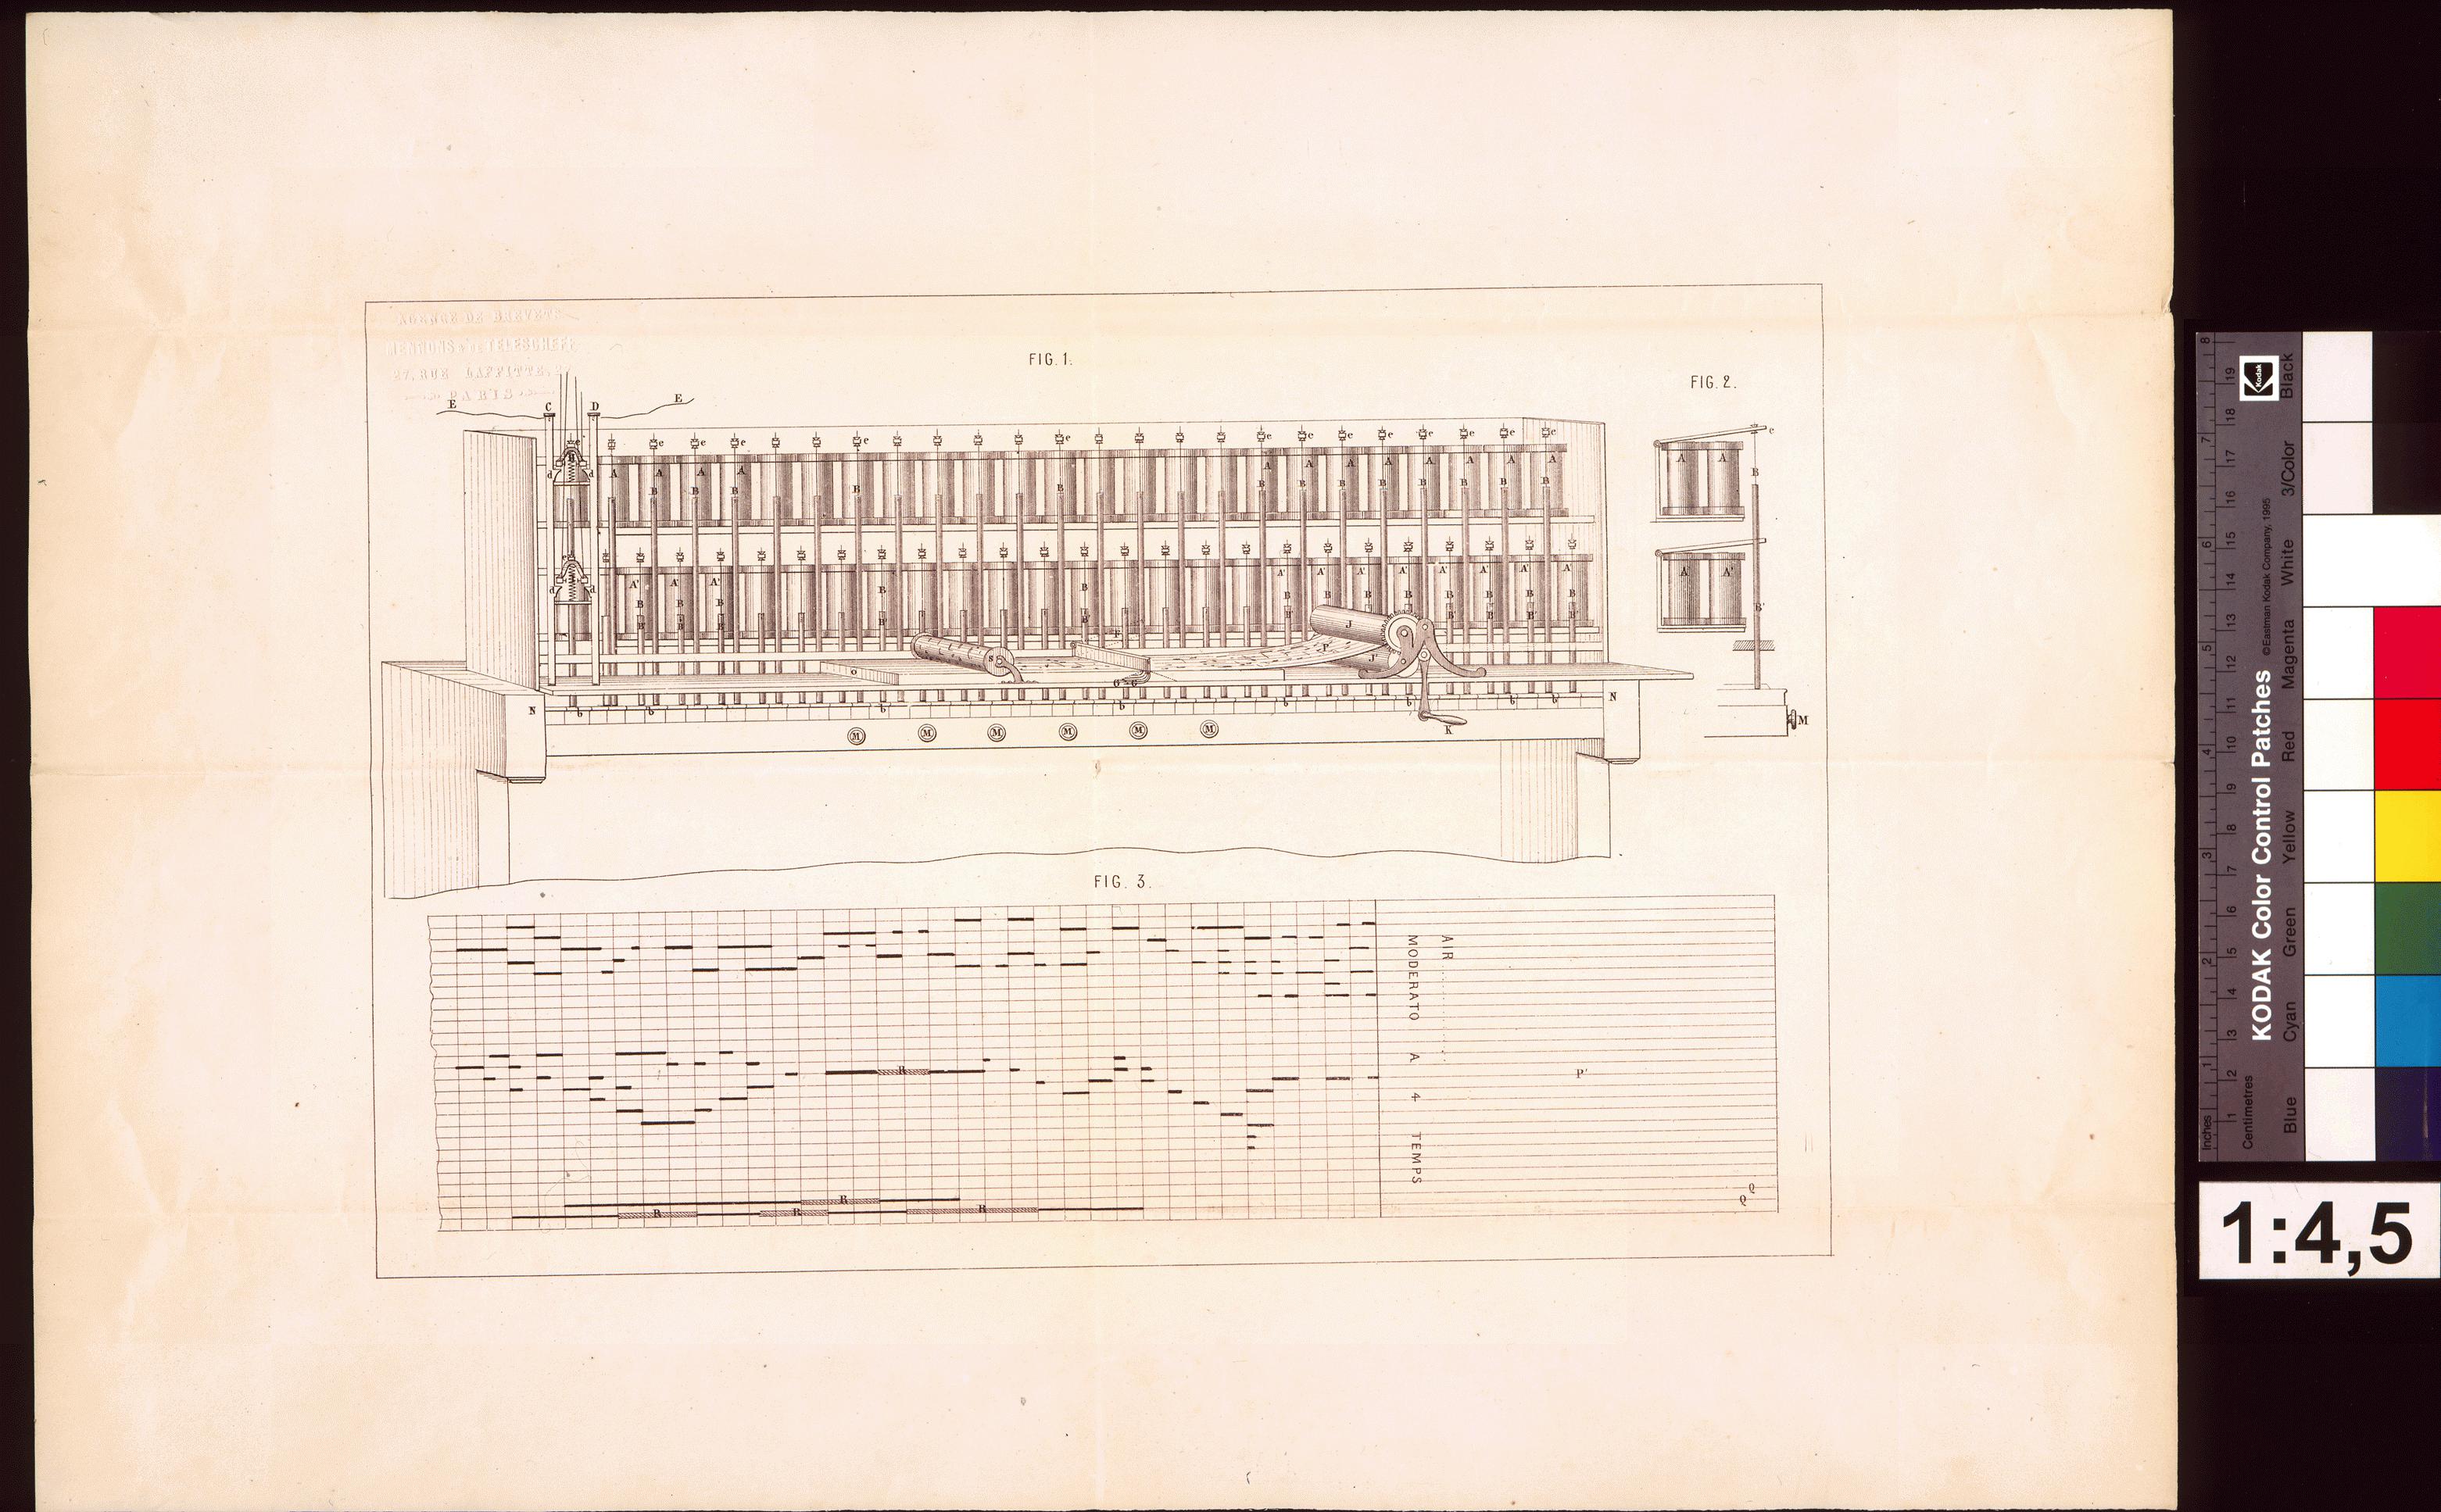 AGENCE DE BREVETS
27, RUE LAFFITTE, 27
PARIS
FIG. 1.
FIG. 2.
E C D E
e e e e e e e e e e e e e e
d d
A A A A A A A A A A A A
B B B B B B B B B B B B B
A A
B
e
d d
A' A' A' A' A' A' A' A' A' A' A'
B B B B B B B B B B B B B
B' B' B' B' B' B' B' B' B' B' B' B' B'
A' A'
B'
F J P J'
S
G G
N b b b b b b b b N
M M M M M M K M
FIG. 3.
AIR
MODERATO A 4 TEMPS
R
P'
R
R R R
Q
Q
Inches
Centimetres
KODAK Color Control Patches
©Eastman Kodak Company, 1995
Kodak
Blue Cyan Green Yellow Red Magenta White 3/Color Black
1 2 3 4 5 6 7 8
1 2 3 4 5 6 7 8 9 10 11 12 13 14 15 16 17 18 19
1:4,5